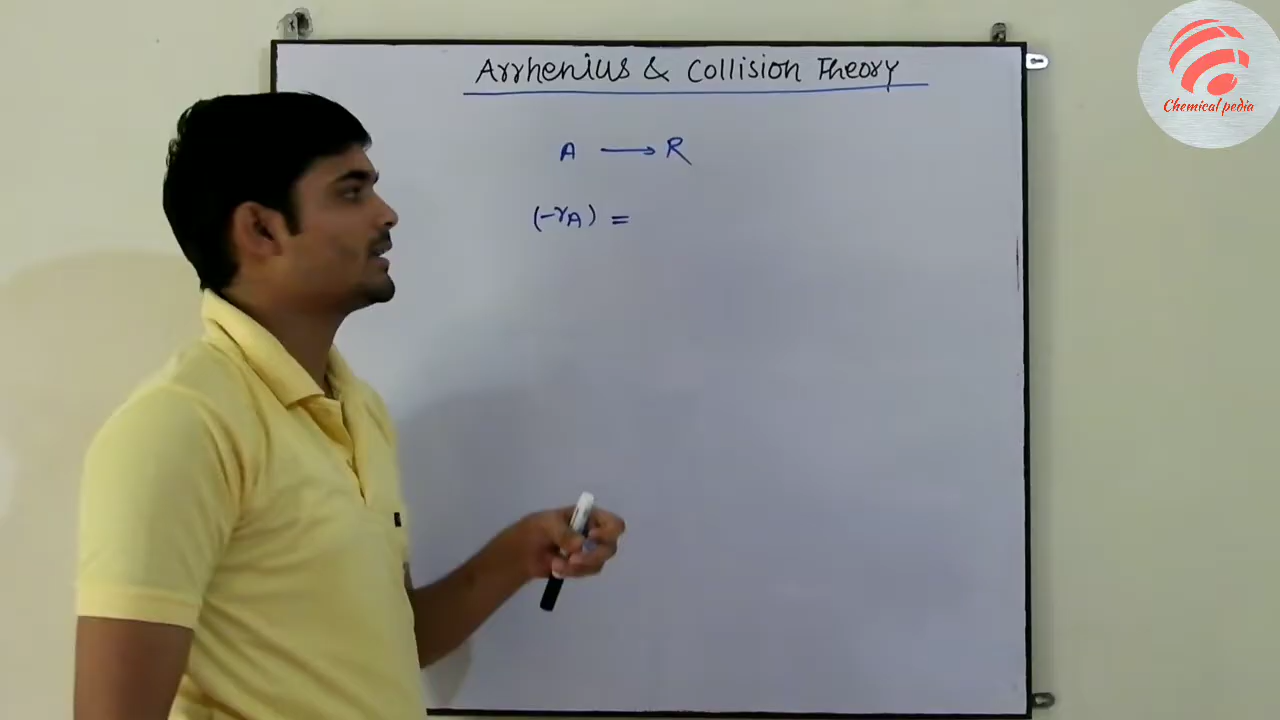 Arrhenius & Collision Theory
A ⟶ R
(-rA) =
Chemical pedia